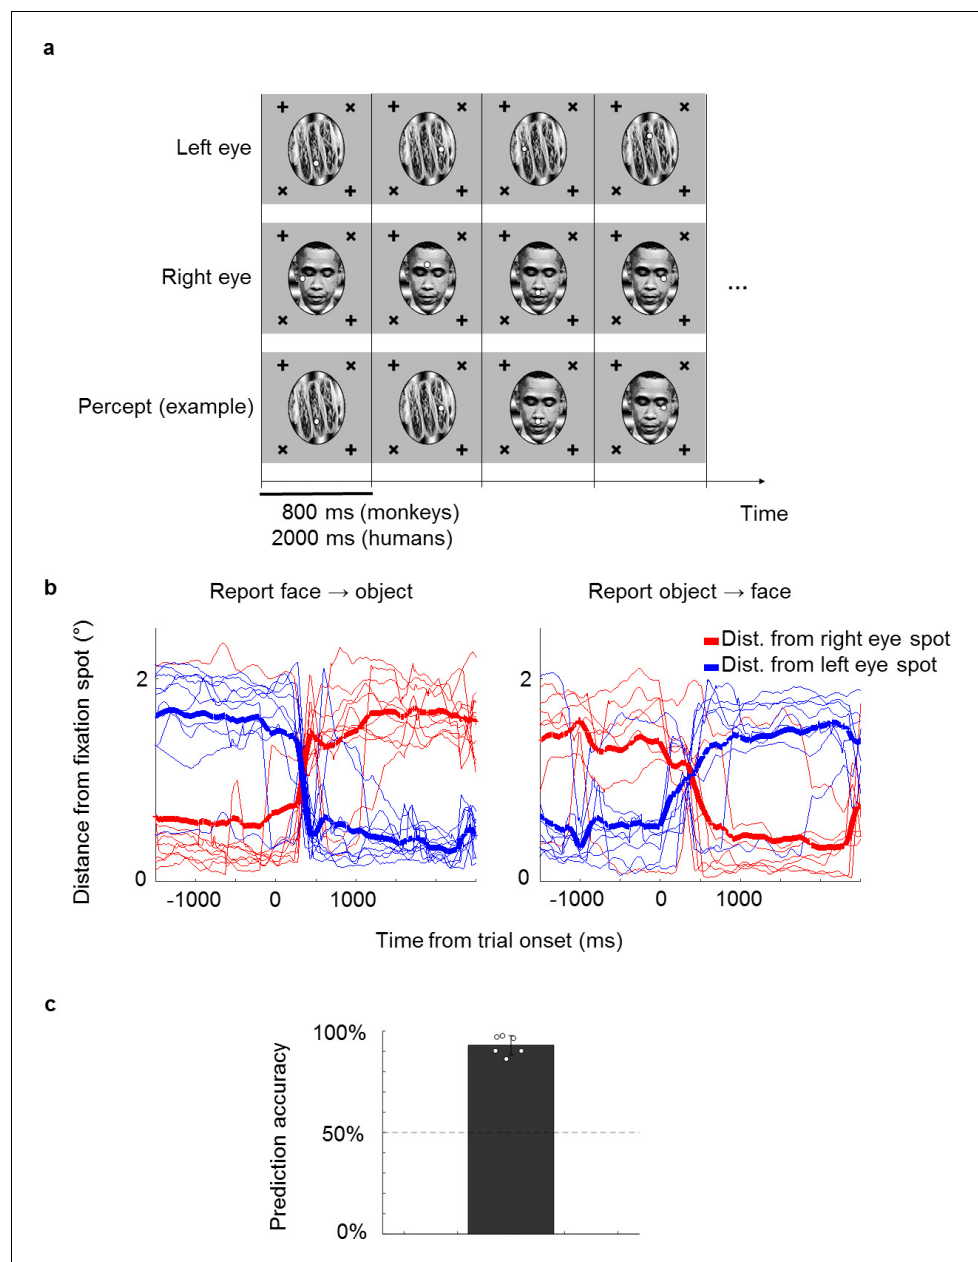 a
Left eye
Right eye
...
Percept (example)
800 ms (monkeys)
2000 ms (humans)
Time
b
Report face → object
Report object → face
Dist. from right eye spot
Dist. from left eye spot
Distance from fixation spot (°)
2
0
2
0
-1000 0 1000
-1000 0 1000
Time from trial onset (ms)
c
Prediction accuracy
100%
50%
0%